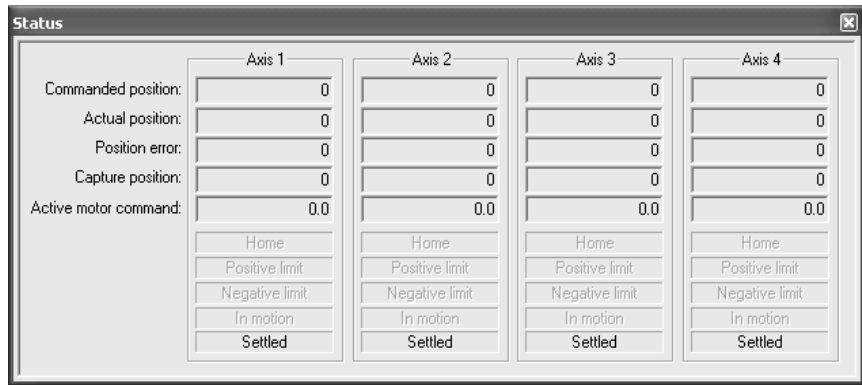 Status
Axis 1 Axis 2 Axis 3 Axis 4
Commanded position: 0 0 0 0
Actual position: 0 0 0 0
Position error: 0 0 0 0
Capture position: 0 0 0 0
Active motor command: 0.0 0.0 0.0 0.0
Home Home Home Home
Positive limit Positive limit Positive limit Positive limit
Negative limit Negative limit Negative limit Negative limit
In motion In motion In motion In motion
Settled Settled Settled Settled